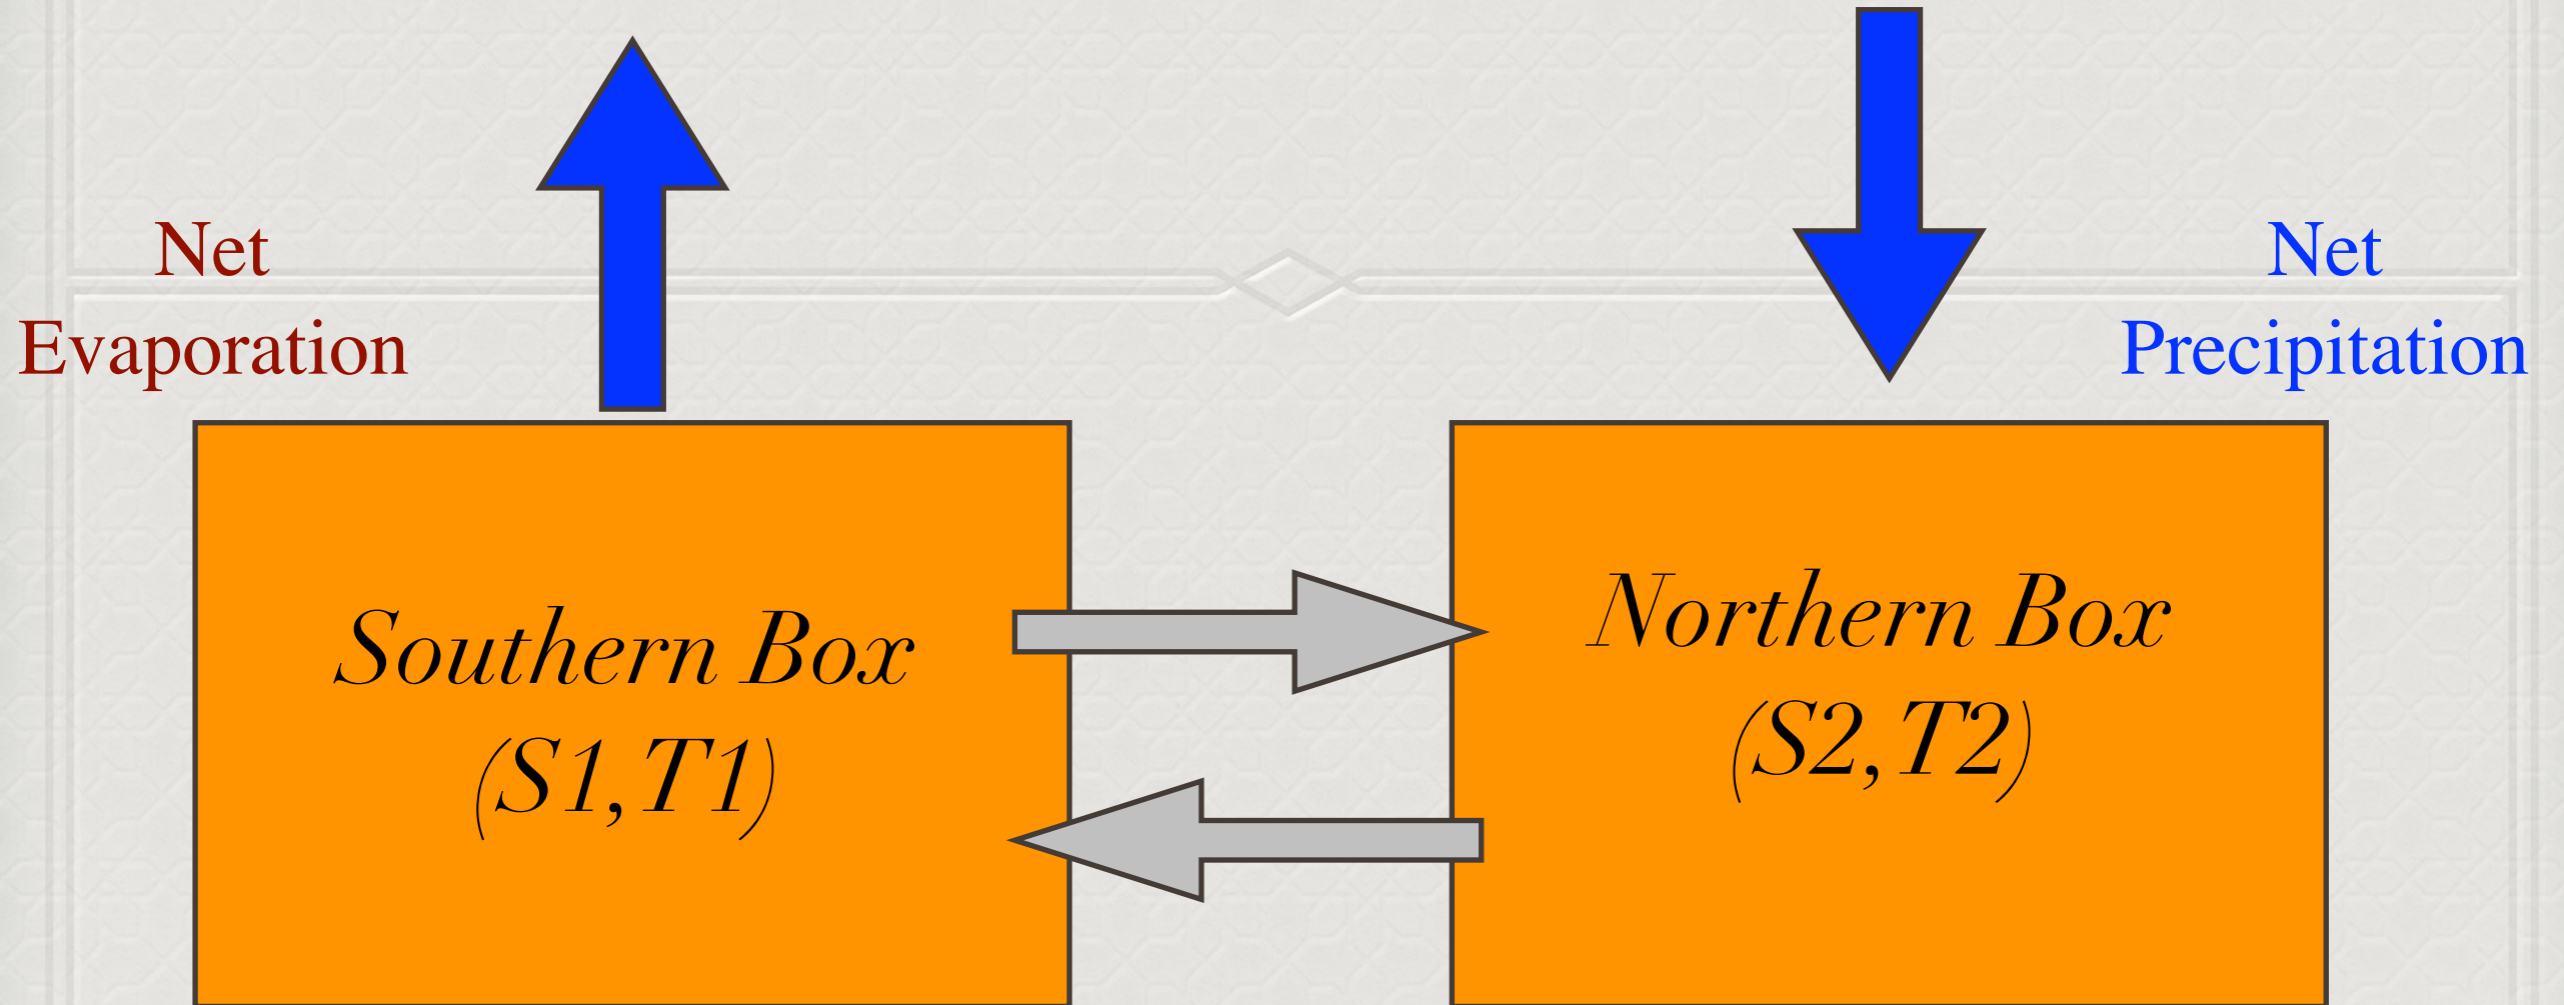 Net
Evaporation
Net
Precipitation
Southern Box
(S1,T1)
Northern Box
(S2,T2)